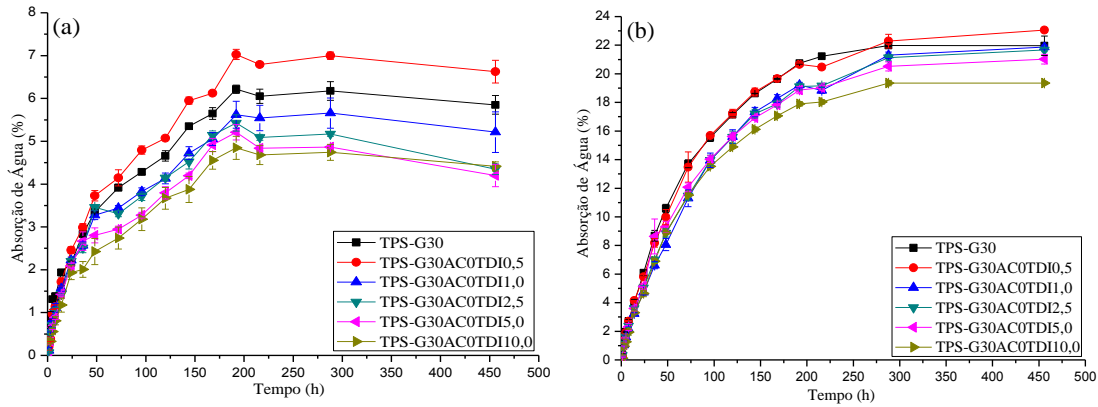 (a)
Absorção de Água (%)
8
7
6
5
4
3
2
1
0
0 50 100 150 200 250 300 350 400 450 500
Tempo (h)
TPS-G30
TPS-G30AC0TDI0,5
TPS-G30AC0TDI1,0
TPS-G30AC0TDI2,5
TPS-G30AC0TDI5,0
TPS-G30AC0TDI10,0
(b)
Absorção de Água (%)
24
22
20
18
16
14
12
10
8
6
4
2
0
0 50 100 150 200 250 300 350 400 450 500
Tempo (h)
TPS-G30
TPS-G30AC0TDI0,5
TPS-G30AC0TDI1,0
TPS-G30AC0TDI2,5
TPS-G30AC0TDI5,0
TPS-G30AC0TDI10,0